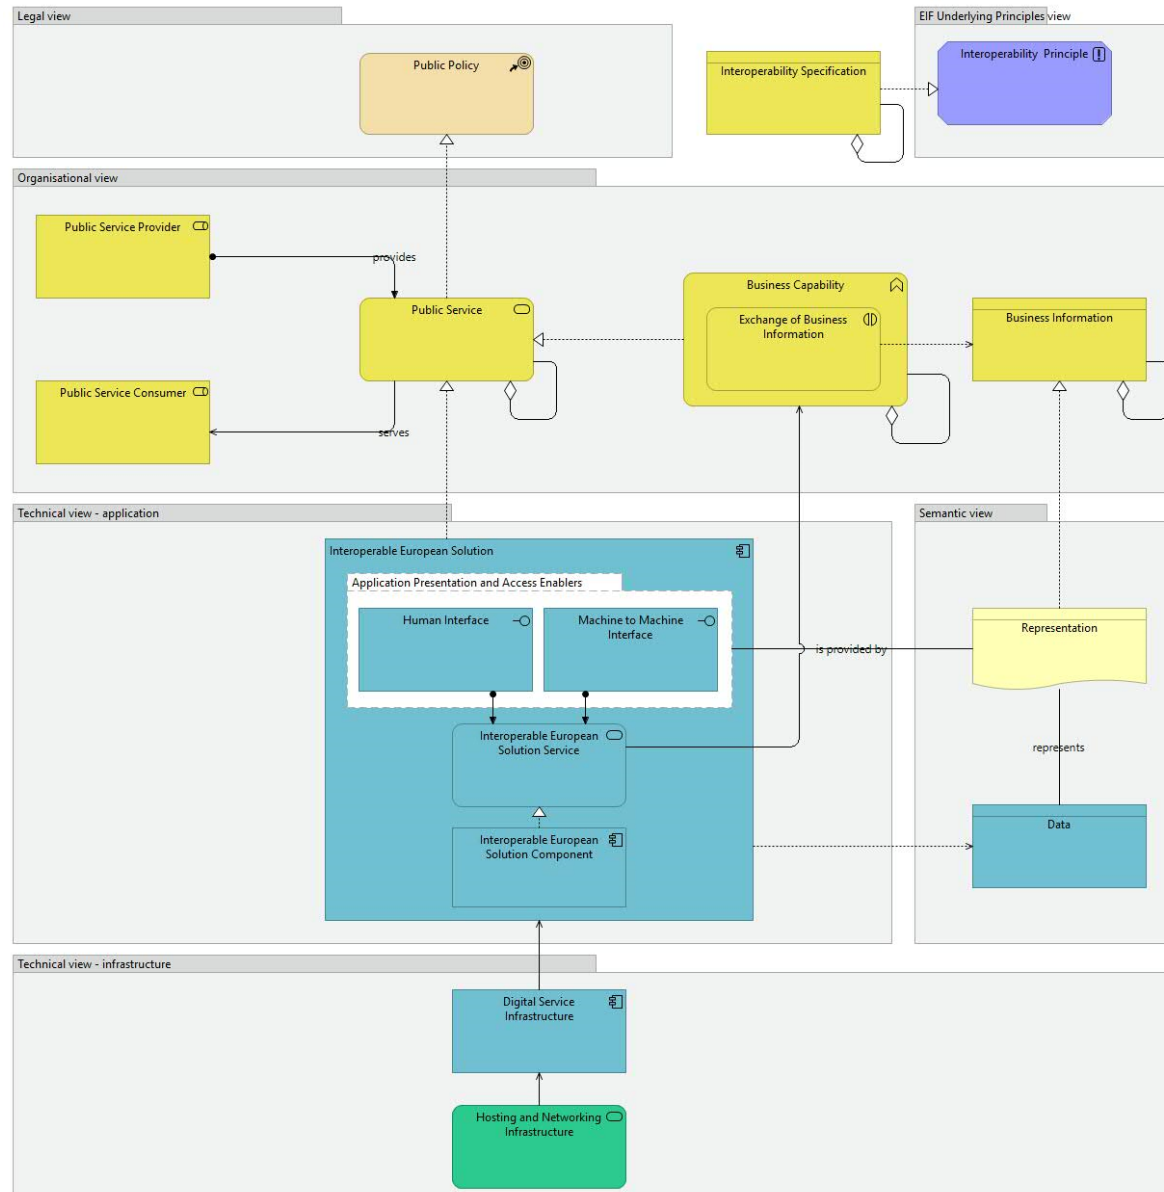 Legal view
EIF Underlying Principles view
Public Policy
Interoperability Specification
Interoperability Principle
Organisational view
Public Service Provider
provides
Public Service
Business Capability
Exchange of Business
Information
Business Information
Public Service Consumer
serves
Technical view - application
Semantic view
Interoperable European Solution
Application Presentation and Access Enablers
Human Interface
Machine to Machine
Interface
is provided by
Representation
Interoperable European
Solution Service
represents
Interoperable European
Solution Component
Data
Technical view - infrastructure
Digital Service
Infrastructure
Hosting and Networking
Infrastructure